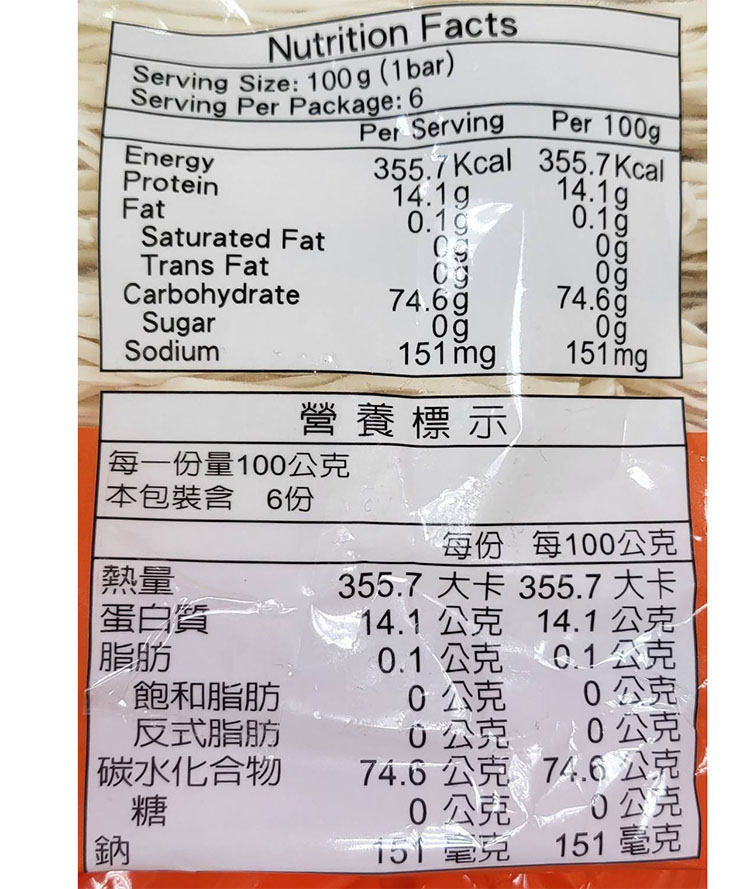 Nutrition Facts
Serving Size: 100g (1bar)
Serving Per Package: 6
Per Serving Per 100g
Energy 355.7Kcal 355.7Kcal
Protein 14.1g 14.1g
Fat 0.1g 0.1g
Saturated Fat 0g 0g
Trans Fat 0g 0g
Carbohydrate 74.6g 74.6g
Sugar 0g 0g
Sodium 151mg 151mg
營養標示
每一份量100公克
本包裝含 6份
每份 每100公克
熱量 355.7 大卡 355.7 大卡
蛋白質 14.1 公克 14.1 公克
脂肪 0.1 公克 0.1 公克
飽和脂肪 0 公克 0 公克
反式脂肪 0 公克 0 公克
碳水化合物 74.6 公克 74.6 公克
糖 0 公克 0 公克
鈉 151 毫克 151 毫克